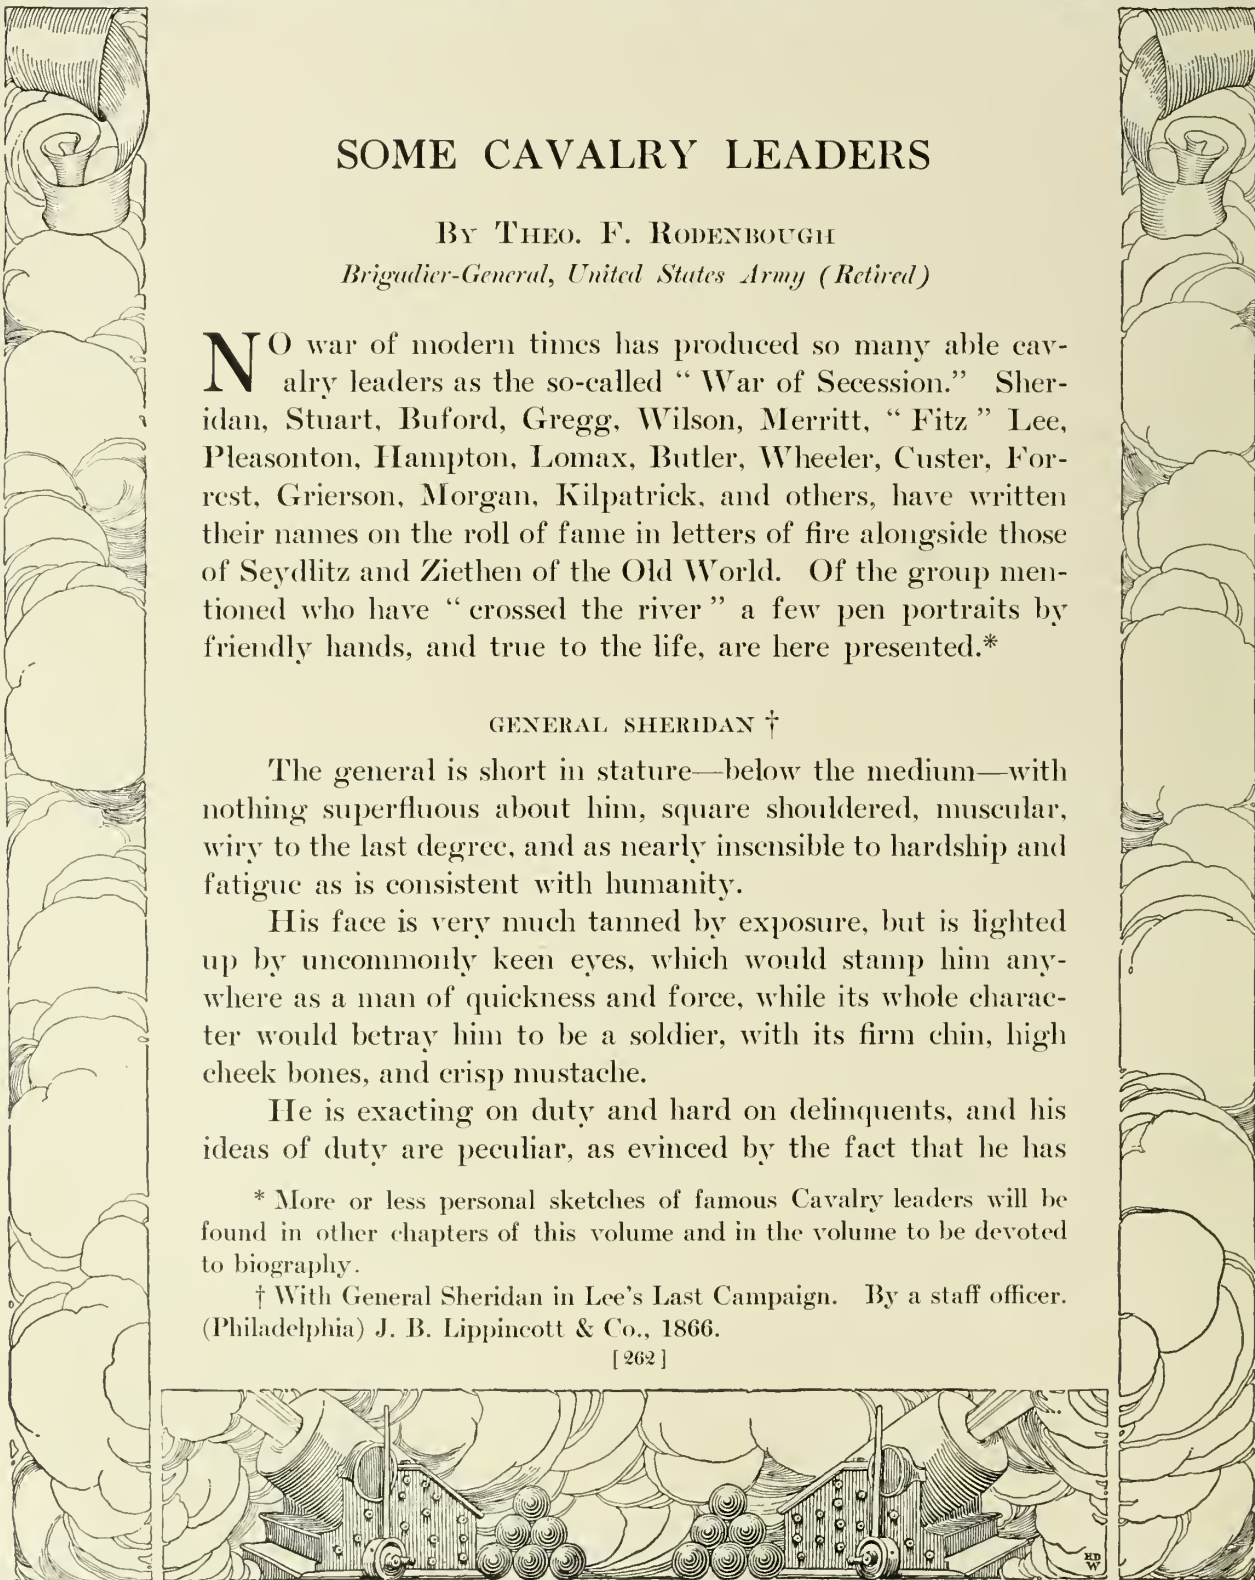 SOME CAVALRY LEADERS
By Theo. F. Rodenbough
Brigadier-General, United States Army (Retired)
NO war of modern times has produced so many able cav-
alry leaders as the so-called “ War of Secession.” Sher-
idan, Stuart, Buford, Gregg, Wilson, Merritt, “ Fitz ” Lee,
Pleasonton, Hampton, Lomax, Butler, Wheeler, Custer, For-
rest, Grierson, Morgan, Kilpatrick, and others, have written
their names on the roll of fame in letters of fire alongside those
of Seydlitz and Ziethen of the Old World. Of the group men-
tioned who have “ crossed the river ” a few pen portraits by
friendly hands, and true to the life, are here presented.*
GENERAL SHERIDAN †
The general is short in stature—below the medium—with
nothing superfluous about him, square shouldered, muscular,
wiry to the last degree, and as nearly insensible to hardship and
fatigue as is consistent with humanity.
His face is very much tanned by exposure, but is lighted
up by uncommonly keen eyes, which would stamp him any-
where as a man of quickness and force, while its whole charac-
ter would betray him to be a soldier, with its firm chin, high
cheek bones, and crisp mustache.
He is exacting on duty and hard on delinquents, and his
ideas of duty are peculiar, as evinced by the fact that he has
* More or less personal sketches of famous Cavalry leaders will be
found in other chapters of this volume and in the volume to be devoted
to biography.
† With General Sheridan in Lee's Last Campaign. By a staff officer.
(Philadelphia) J. B. Lippincott & Co., 1866.
[262]
HD
W